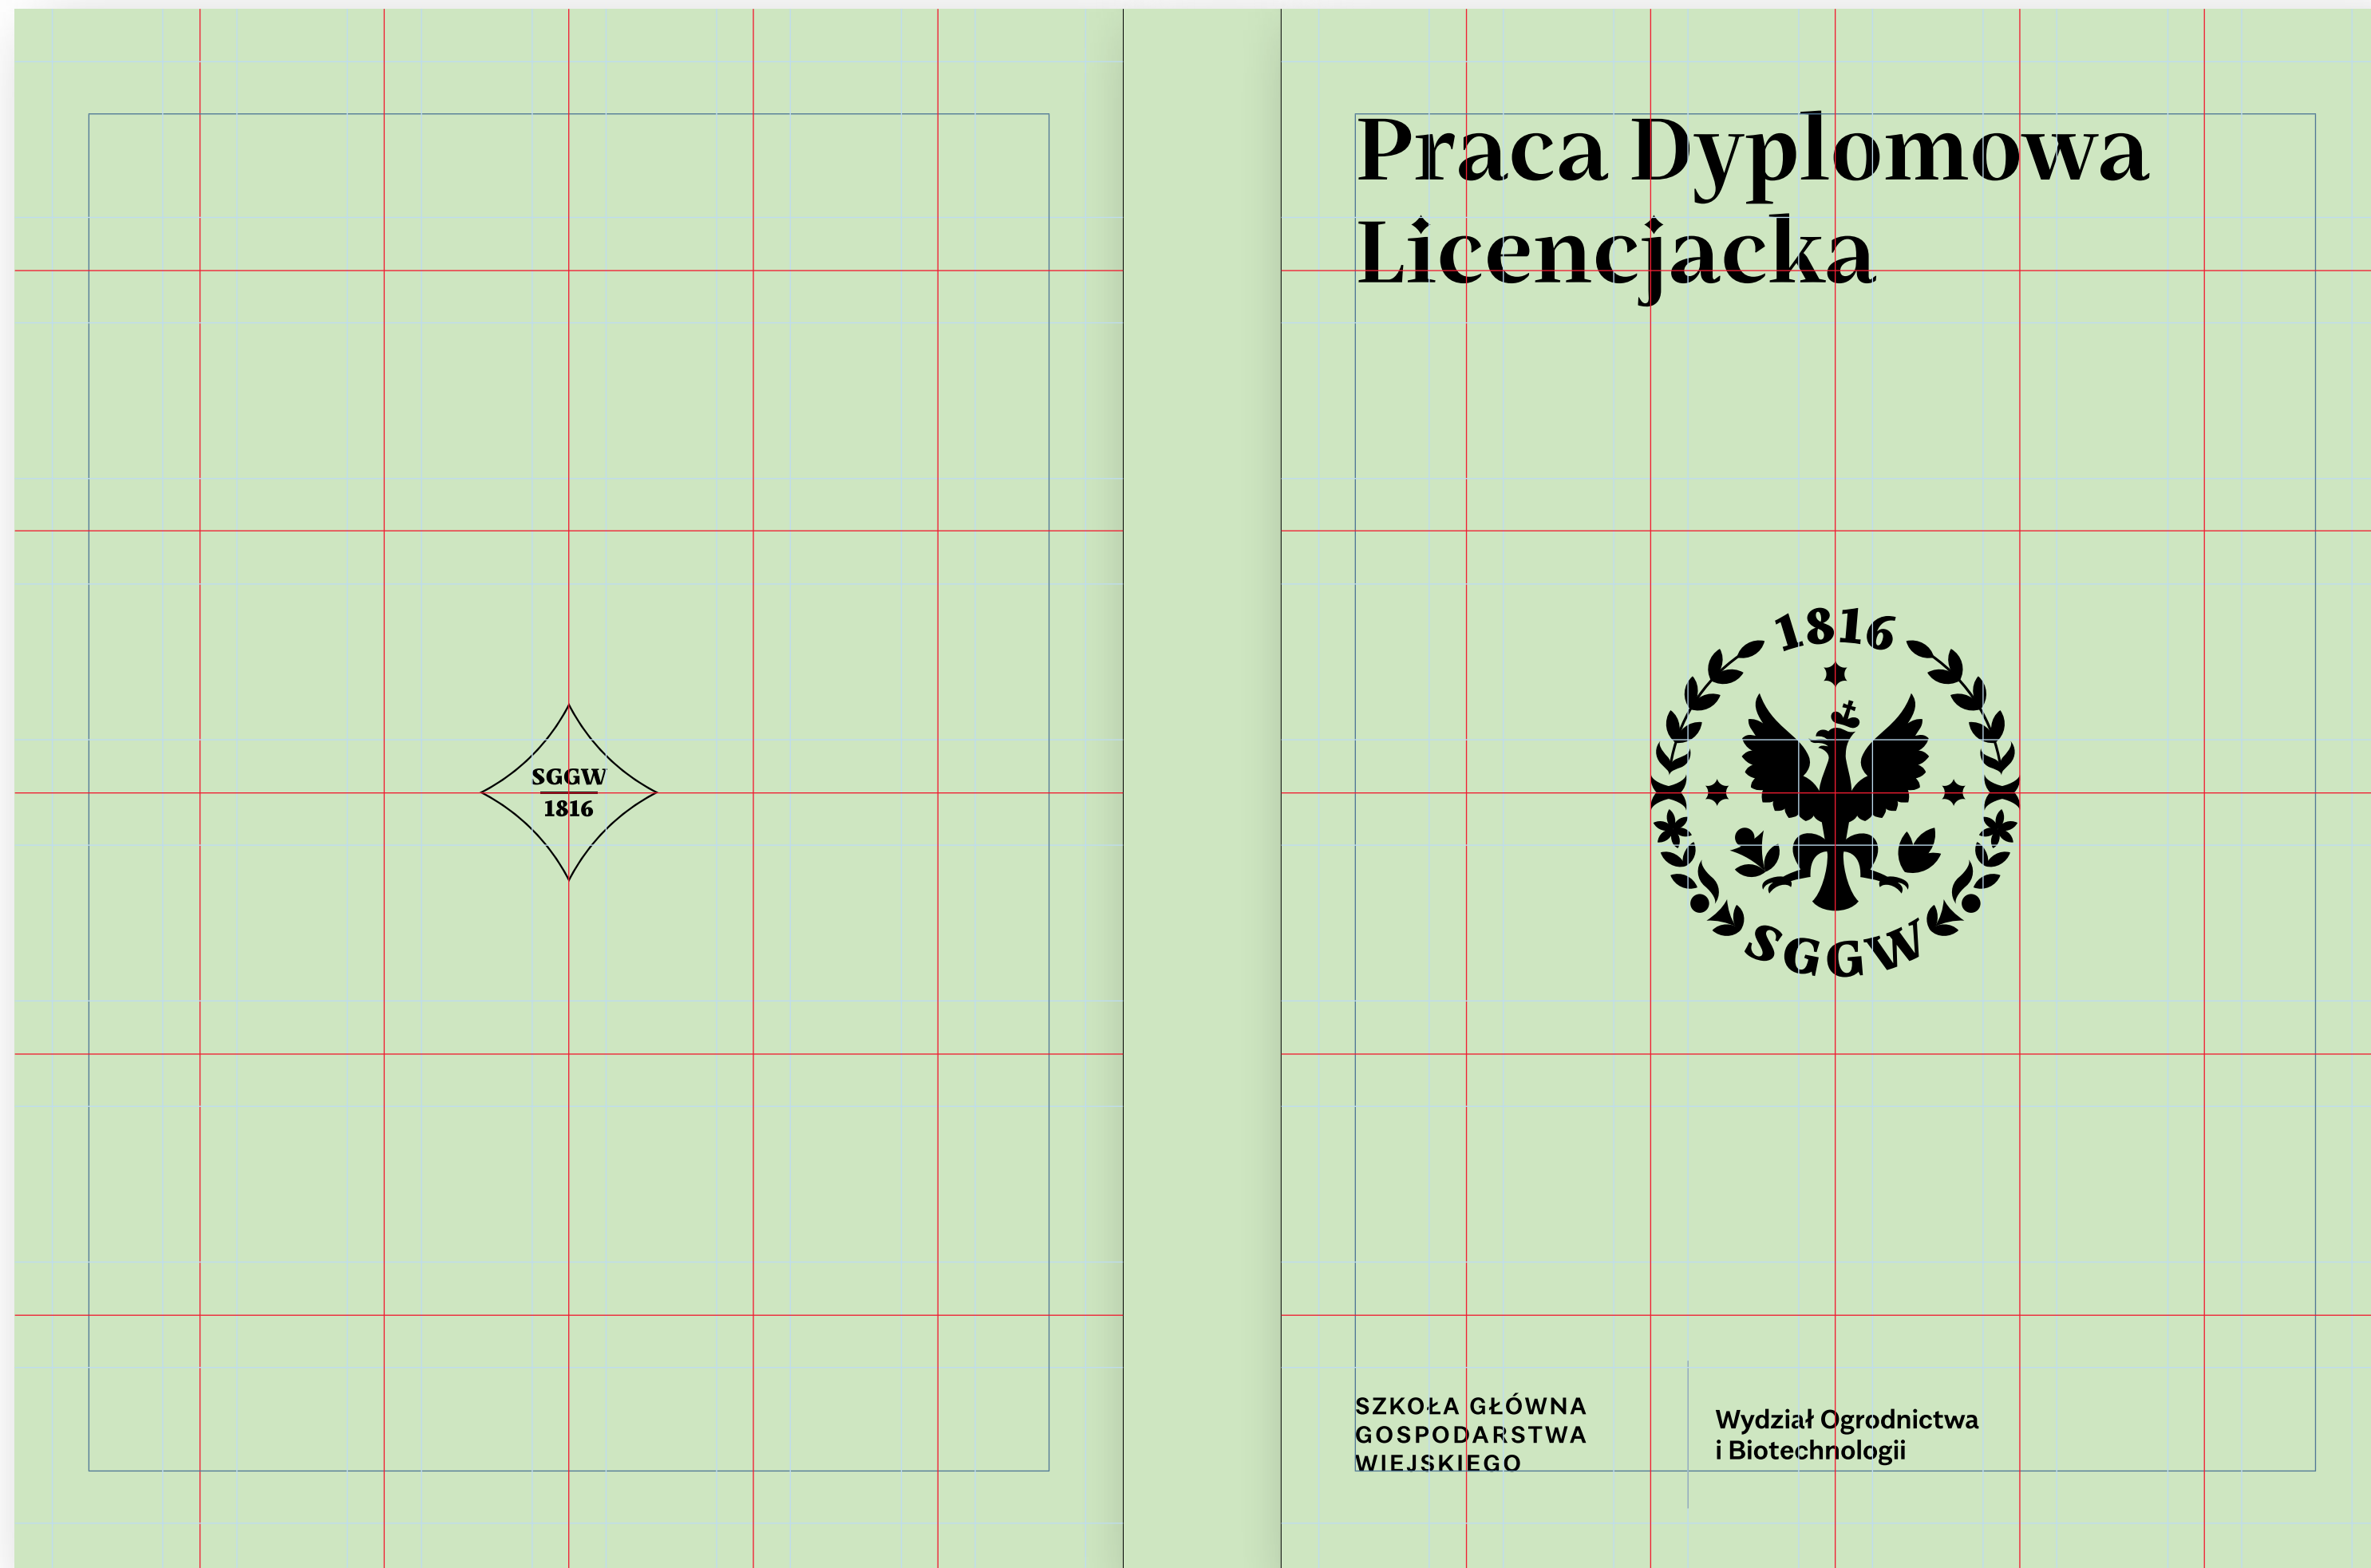 SGGW
1816
Praca Dyplomowa
Licencjacka
1816
SGGW
SZKOŁA GŁÓWNA
GOSPODARSTWA
WIEJSKIEGO
Wydział Ogrodnictwa
i Biotechnologii